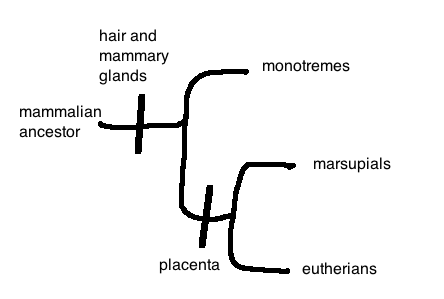 hair and
mammary
glands
monotremes
mammalian
ancestor
marsupials
placenta
eutherians